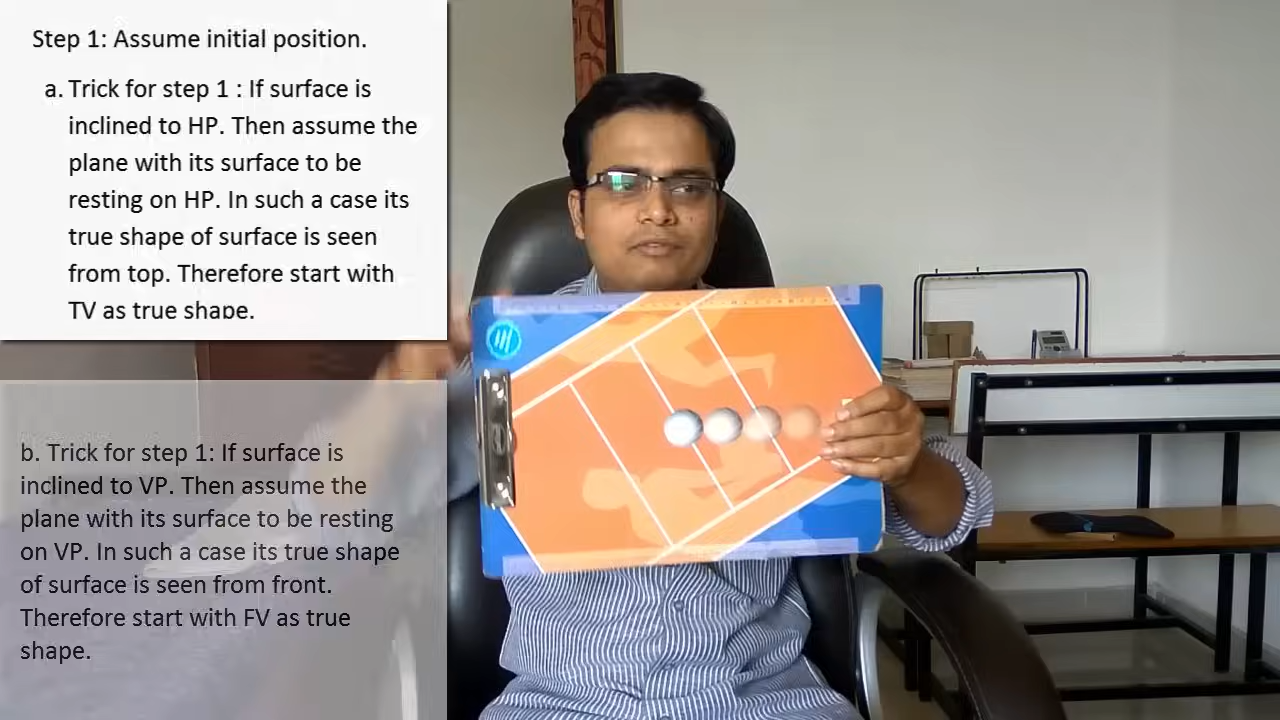 Step 1: Assume initial position.
a. Trick for step 1 : If surface is
inclined to HP. Then assume the
plane with its surface to be
resting on HP. In such a case its
true shape of surface is seen
from top. Therefore start with
TV as true shape.
b. Trick for step 1: If surface is
inclined to VP. Then assume the
plane with its surface to be resting
on VP. In such a case its true shape
of surface is seen from front.
Therefore start with FV as true
shape.